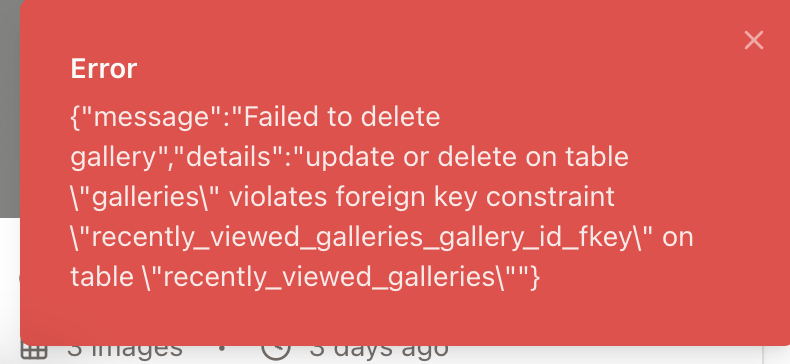 Error
{"message":"Failed to delete
gallery","details":"update or delete on table
\"galleries\" violates foreign key constraint
\"recently_viewed_galleries_gallery_id_fkey\" on
table \"recently_viewed_galleries\""}
3 images • 3 days ago